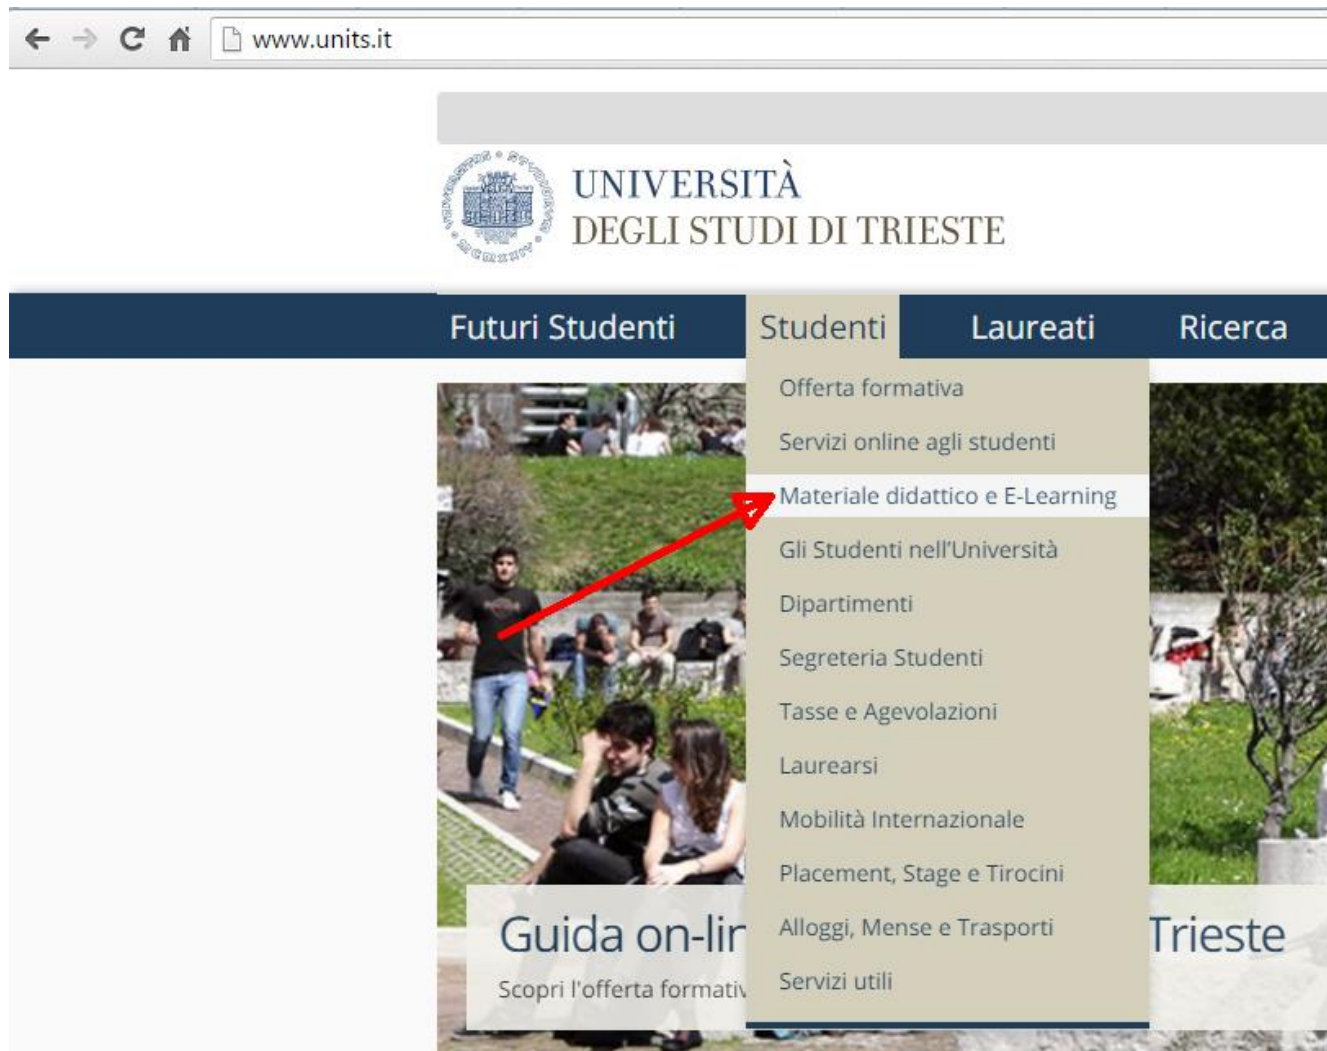 www.units.it
UNIVERSITÀ
DEGLI STUDI DI TRIESTE
Futuri Studenti Studenti Laureati Ricerca
Offerta formativa
Servizi online agli studenti
Materiale didattico e E-Learning
Gli Studenti nell'Università
Dipartimenti
Segreteria Studenti
Tasse e Agevolazioni
Laurearsi
Mobilità Internazionale
Placement, Stage e Tirocini
Alloggi, Mense e Trasporti
Servizi utili
Guida on-lin Trieste
Scopri l'offerta formativ